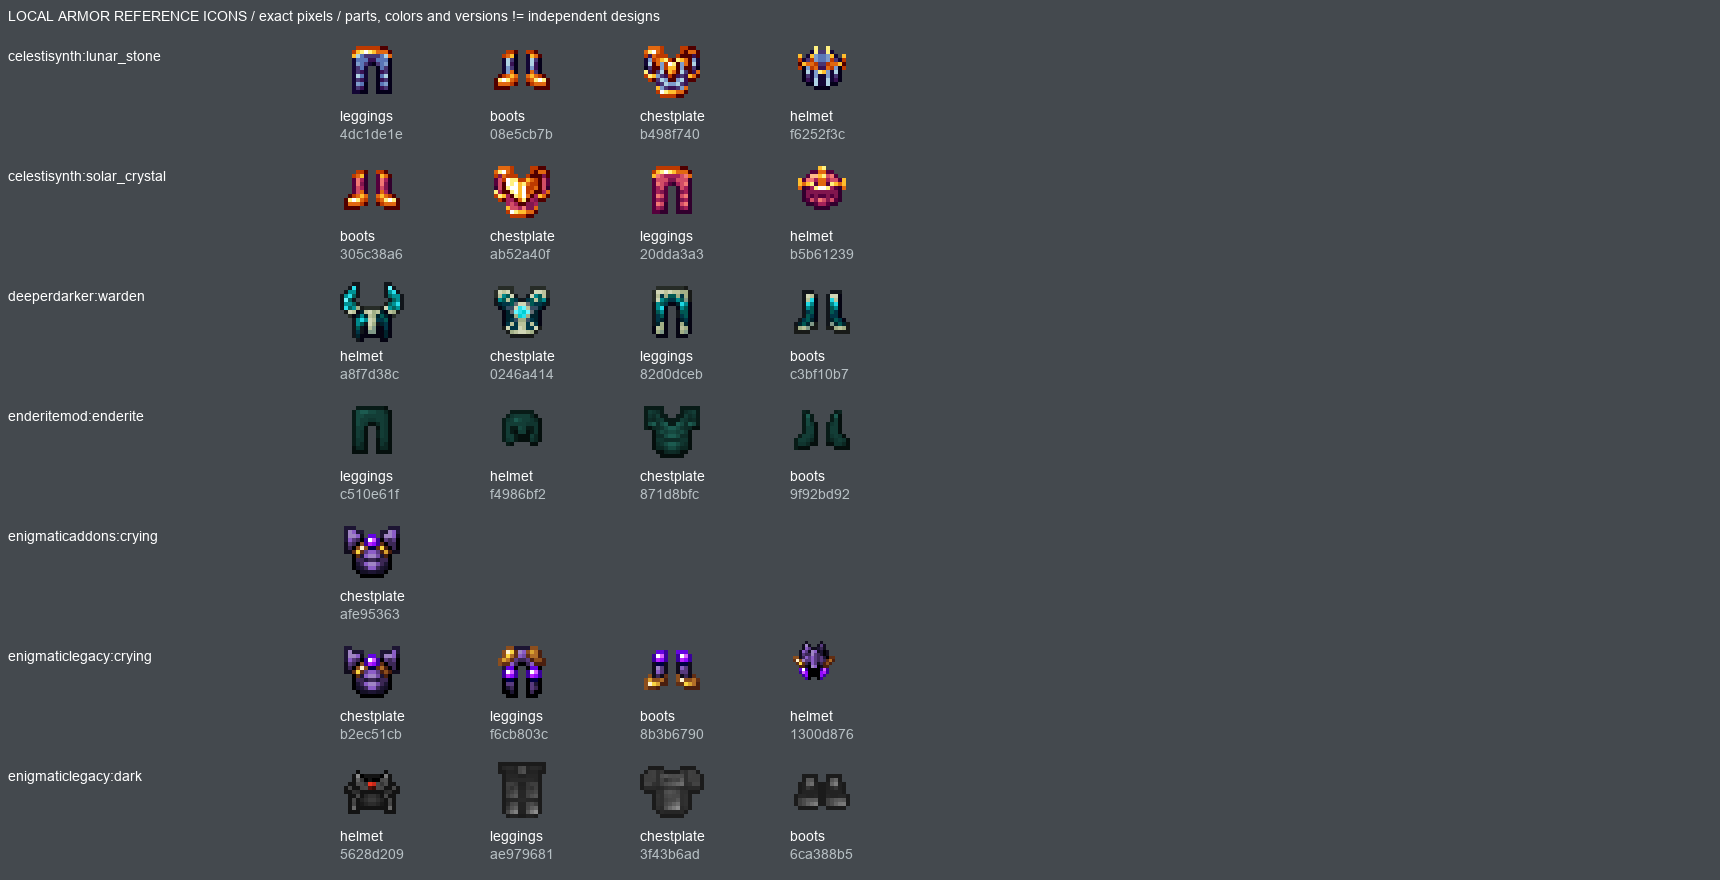 LOCAL ARMOR REFERENCE ICONS / exact pixels / parts, colors and versions != independent designs
celestisynth:lunar_stone
leggings boots chestplate helmet
4dc1de1e 08e5cb7b b498f740 f6252f3c
celestisynth:solar_crystal
boots chestplate leggings helmet
305c38a6 ab52a40f 20dda3a3 b5b61239
deeperdarker:warden
helmet chestplate leggings boots
a8f7d38c 0246a414 82d0dceb c3bf10b7
enderitemod:enderite
leggings helmet chestplate boots
c510e61f f4986bf2 871d8bfc 9f92bd92
enigmaticaddons:crying
chestplate
afe95363
enigmaticlegacy:crying
chestplate leggings boots helmet
b2ec51cb f6cb803c 8b3b6790 1300d876
enigmaticlegacy:dark
helmet leggings chestplate boots
5628d209 ae979681 3f43b6ad 6ca388b5